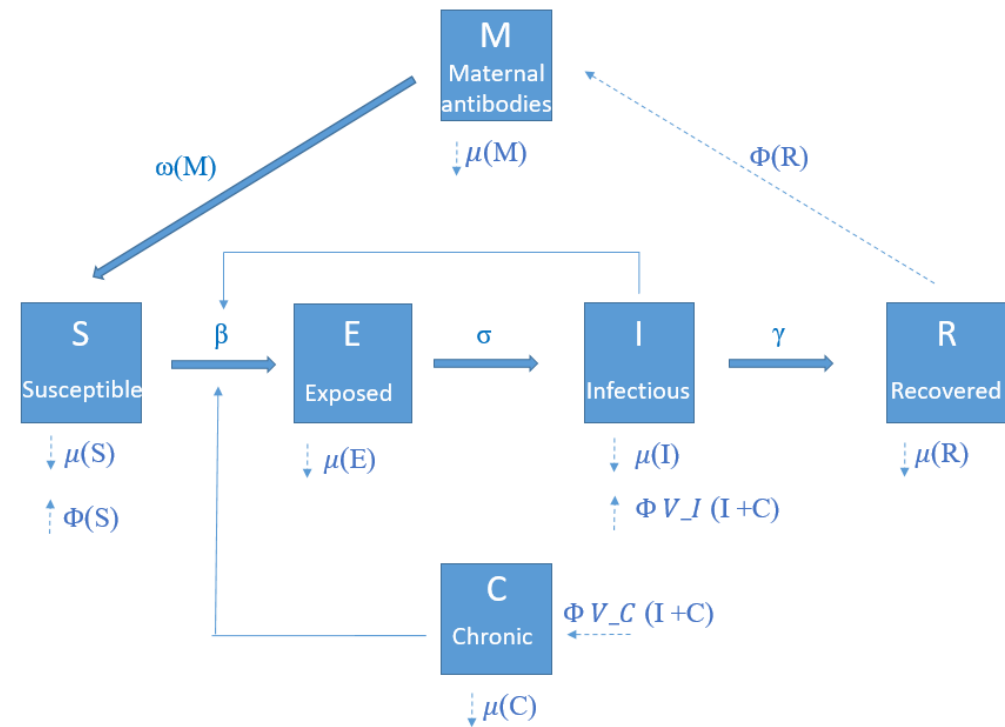 M
Maternal
antibodies
μ(M)
Φ(R)
ω(M)
S
Susceptible
β
E
Exposed
σ
I
Infectious
γ
R
Recovered
μ(S)
Φ(S)
μ(E)
μ(I)
Φ V_I (I +C)
μ(R)
C
Chronic
Φ V_C (I +C)
μ(C)